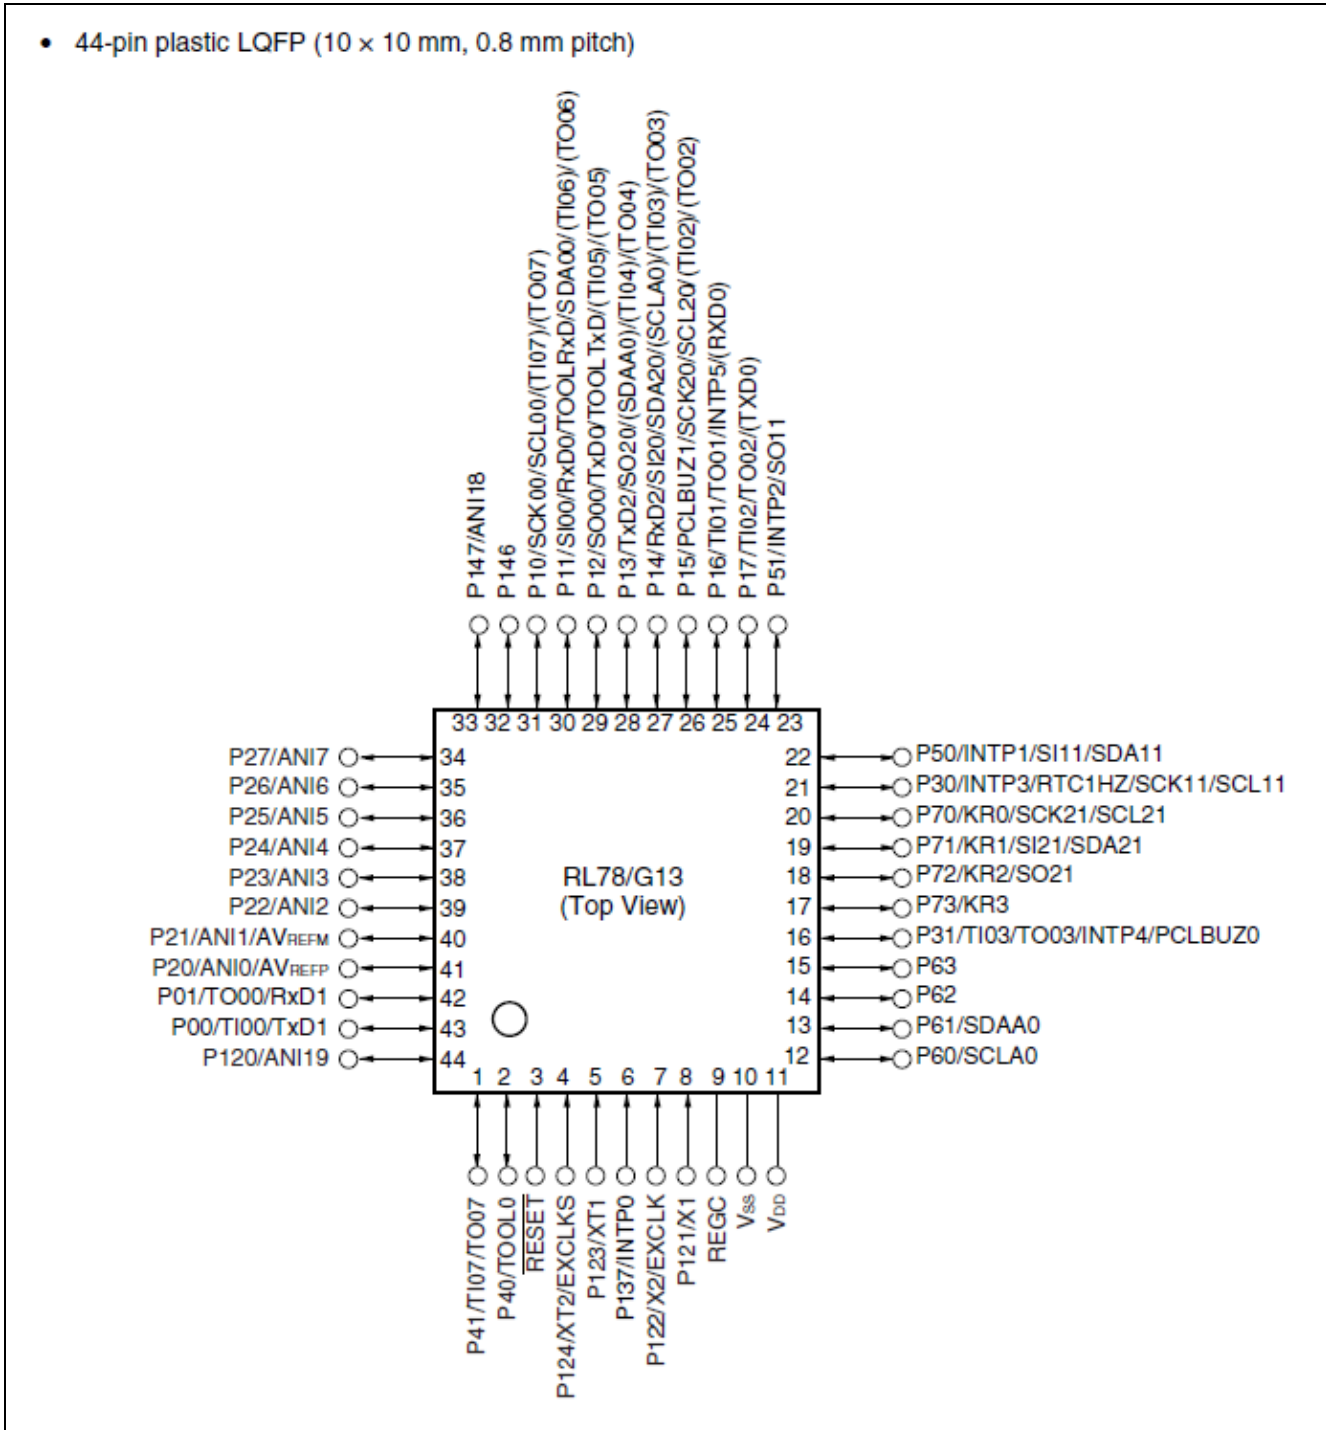 • 44-pin plastic LQFP (10 × 10 mm, 0.8 mm pitch)
P147/ANI18
P146
P10/SCK00/SCL00/(TI07)/(TO07)
P11/SI00/RxD0/TOOLRxD/SDA00/(TI06)/(TO06)
P12/SO00/TxD0/TOOLTxD/(TI05)/(TO05)
P13/TxD2/SO20/(SDAA0)/(TI04)/(TO04)
P14/RxD2/SI20/SDA20/(SCLA0)/(TI03)/(TO03)
P15/PCLBUZ1/SCK20/SCL20/(TI02)/(TO02)
P16/TI01/TO01/INTP5/(RXD0)
P17/TI02/TO02/(TXD0)
P51/INTP2/SO11
33 32 31 30 29 28 27 26 25 24 23
P27/ANI7 34
P26/ANI6 35
P25/ANI5 36
P24/ANI4 37
P23/ANI3 38
P22/ANI2 39
P21/ANI1/AVREFM 40
P20/ANI0/AVREFP 41
P01/TO00/RxD1 42
P00/TI00/TxD1 43
P120/ANI19 44
RL78/G13
(Top View)
22 P50/INTP1/SI11/SDA11
21 P30/INTP3/RTC1HZ/SCK11/SCL11
20 P70/KR0/SCK21/SCL21
19 P71/KR1/SI21/SDA21
18 P72/KR2/SO21
17 P73/KR3
16 P31/TI03/TO03/INTP4/PCLBUZ0
15 P63
14 P62
13 P61/SDAA0
12 P60/SCLA0
1 2 3 4 5 6 7 8 9 10 11
P41/TI07/TO07
P40/TOOL0
RESET
P124/XT2/EXCLKS
P123/XT1
P137/INTP0
P122/X2/EXCLK
P121/X1
REGC
VSS
VDD